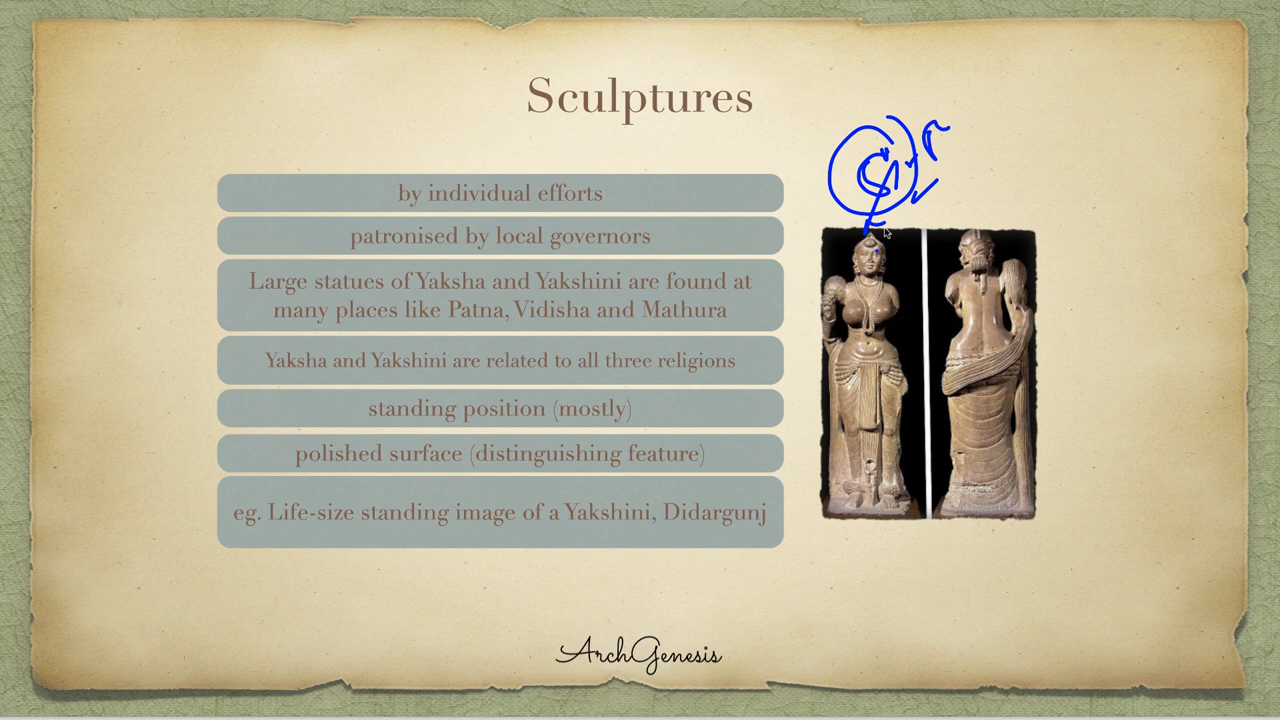 Sculptures
by individual efforts
patronised by local governors
Large statues of Yaksha and Yakshini are found at
many places like Patna, Vidisha and Mathura
Yaksha and Yakshini are related to all three religions
standing position (mostly)
polished surface (distinguishing feature)
eg. Life-size standing image of a Yakshini, Didargunj
ArchGenesis